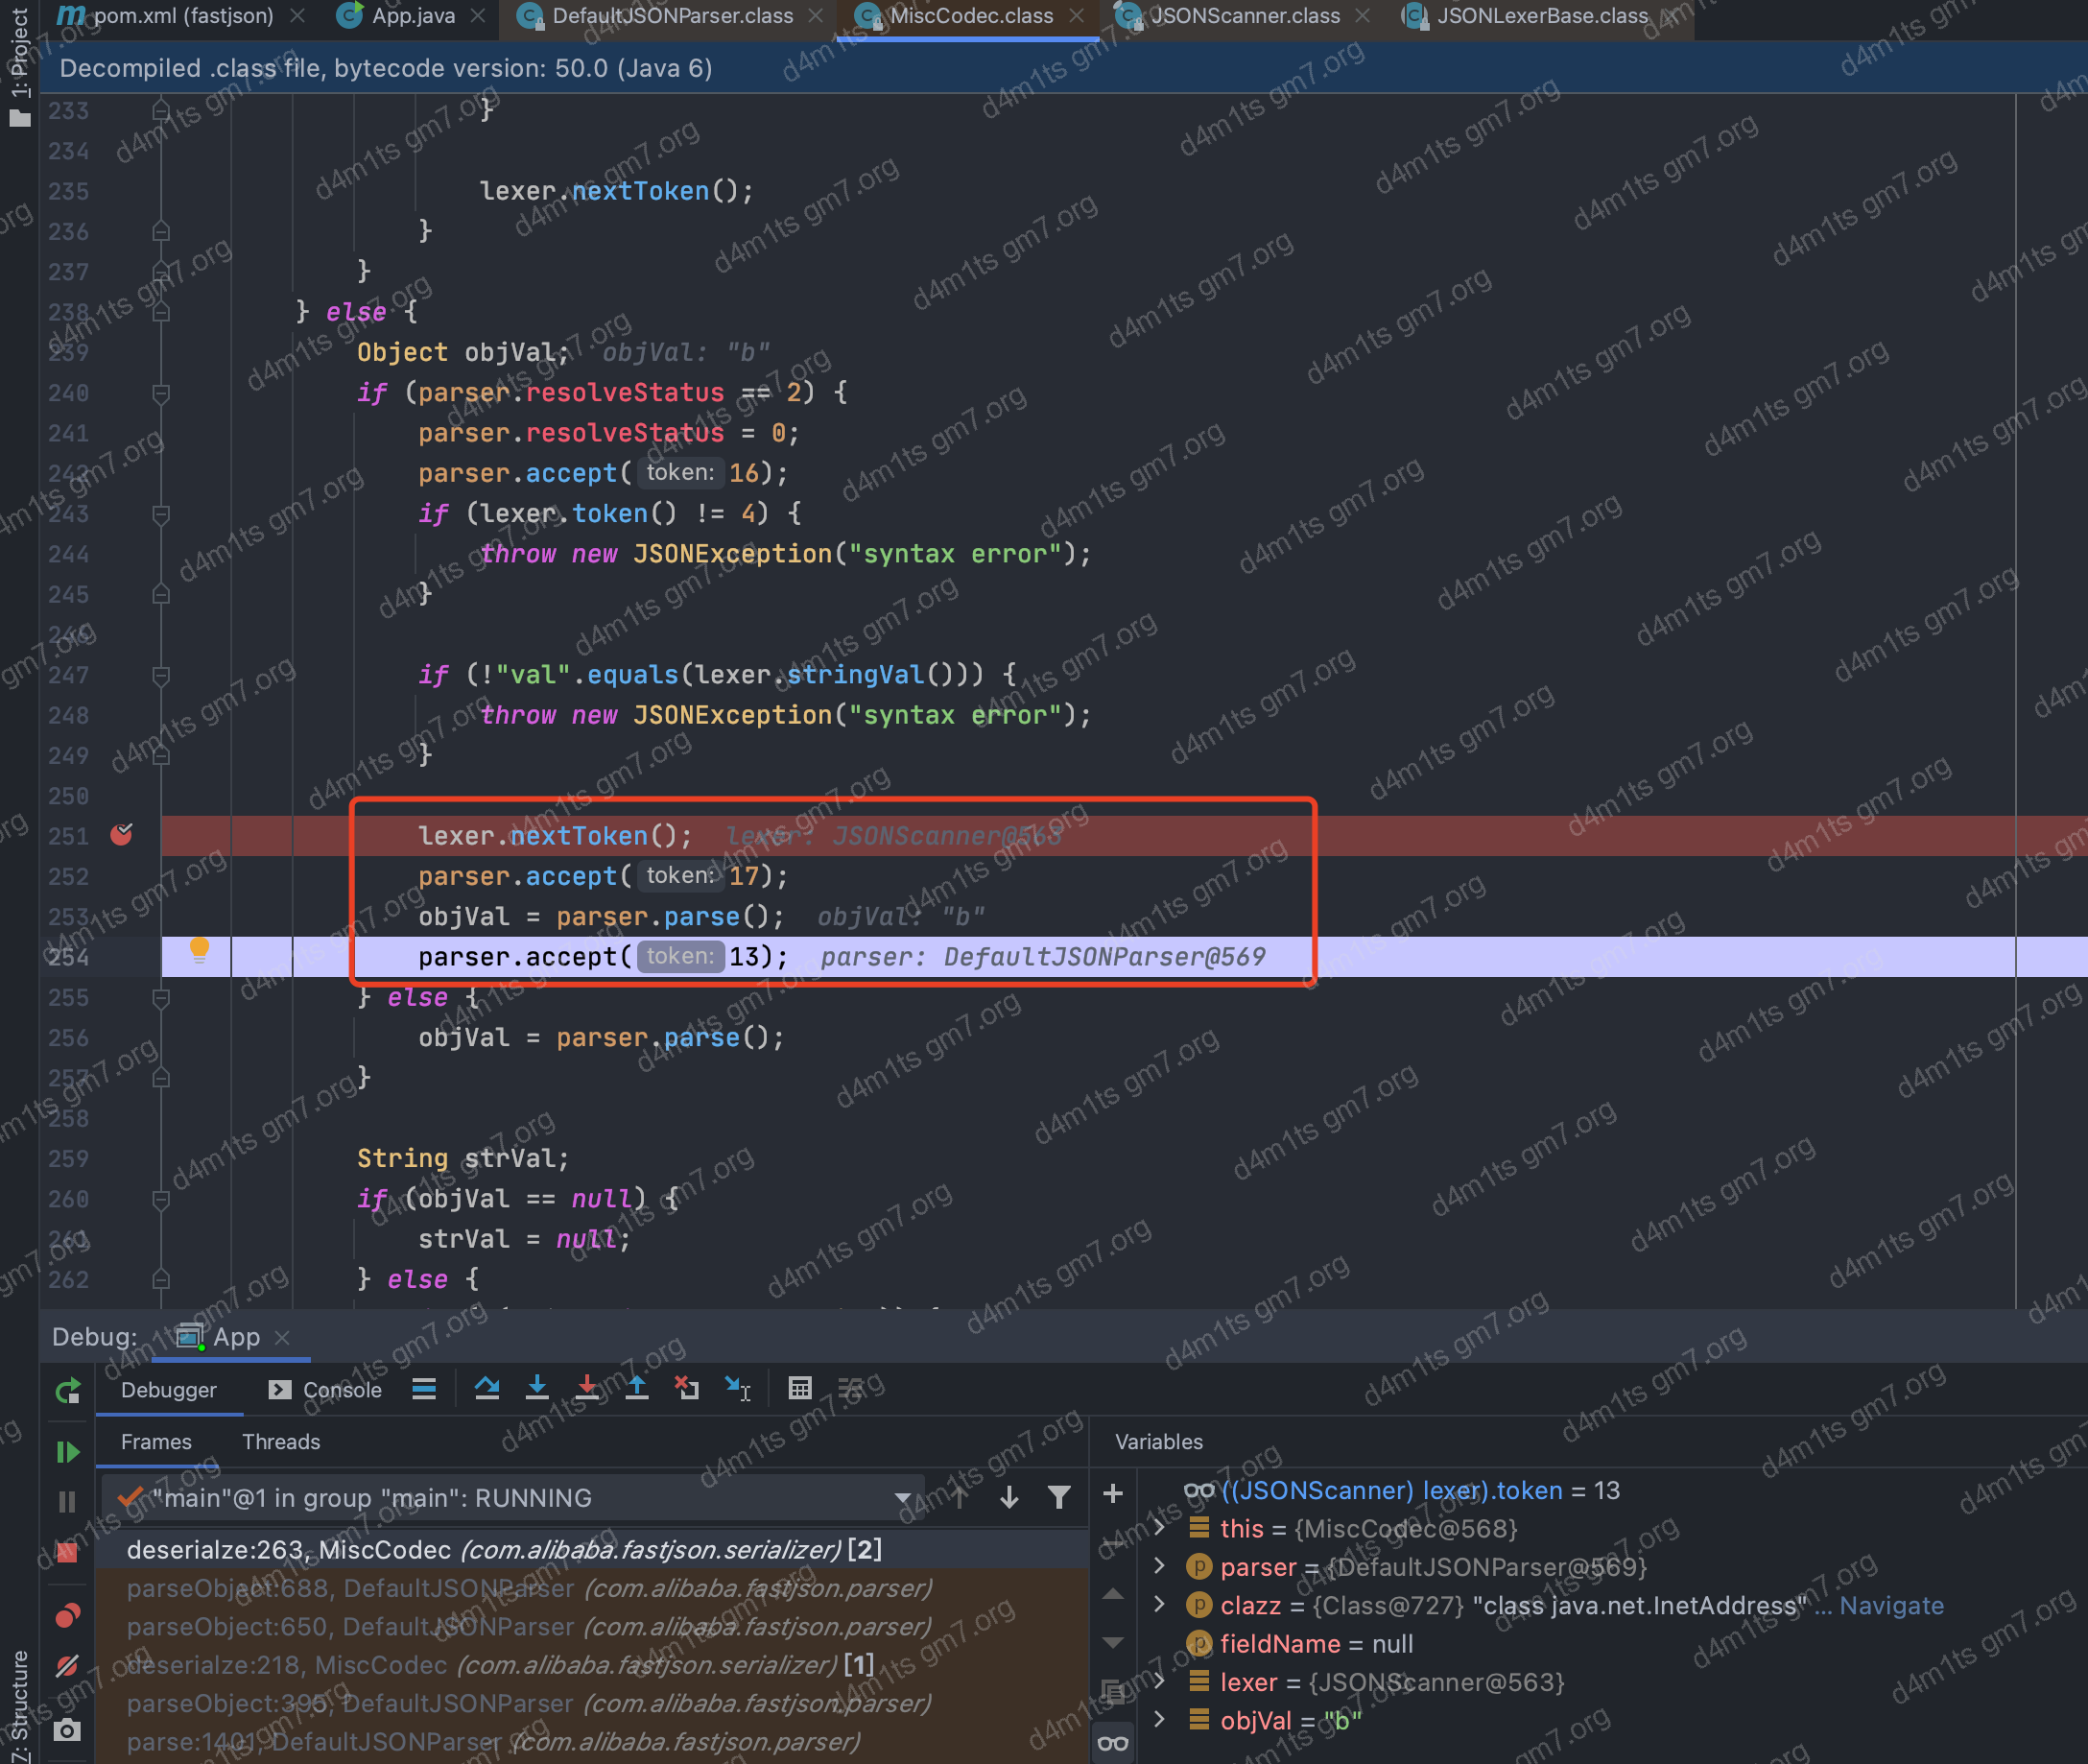 pom.xml (fastjson) App.java DefaultJSONParser.class MiscCodec.class JSONScanner.class JSONLexerBase.class
1: Project
Decompiled .class file, bytecode version: 50.0 (Java 6)
233 }
234
235 lexer.nextToken();
236 }
237 }
238 } else {
239 Object objVal; objVal: "b"
240 if (parser.resolveStatus == 2) {
241 parser.resolveStatus = 0;
242 parser.accept( token: 16);
243 if (lexer.token() != 4) {
244 throw new JSONException("syntax error");
245 }
246
247 if (!"val".equals(lexer.stringVal())) {
248 throw new JSONException("syntax error");
249 }
250
251 lexer.nextToken(); lexer: JSONScanner@563
252 parser.accept( token: 17);
253 objVal = parser.parse(); objVal: "b"
254 parser.accept( token: 13); parser: DefaultJSONParser@569
255 } else {
256 objVal = parser.parse();
257 }
258
259 String strVal;
260 if (objVal == null) {
261 strVal = null;
262 } else {
Debug: App
Debugger Console
Frames Threads
Variables
"main"@1 in group "main": RUNNING
deserialze:263, MiscCodec (com.alibaba.fastjson.serializer) [2]
parseObject:688, DefaultJSONParser (com.alibaba.fastjson.parser)
parseObject:650, DefaultJSONParser (com.alibaba.fastjson.parser)
deserialze:218, MiscCodec (com.alibaba.fastjson.serializer) [1]
parseObject:395, DefaultJSONParser (com.alibaba.fastjson.parser)
parse:1401, DefaultJSONParser (com.alibaba.fastjson.parser)
((JSONScanner) lexer).token = 13
this = {MiscCodec@568}
parser = {DefaultJSONParser@569}
clazz = {Class@727} "class java.net.InetAddress" ... Navigate
fieldName = null
lexer = {JSONScanner@563}
objVal = "b"
Z: Structure
d4m1ts gm7.org